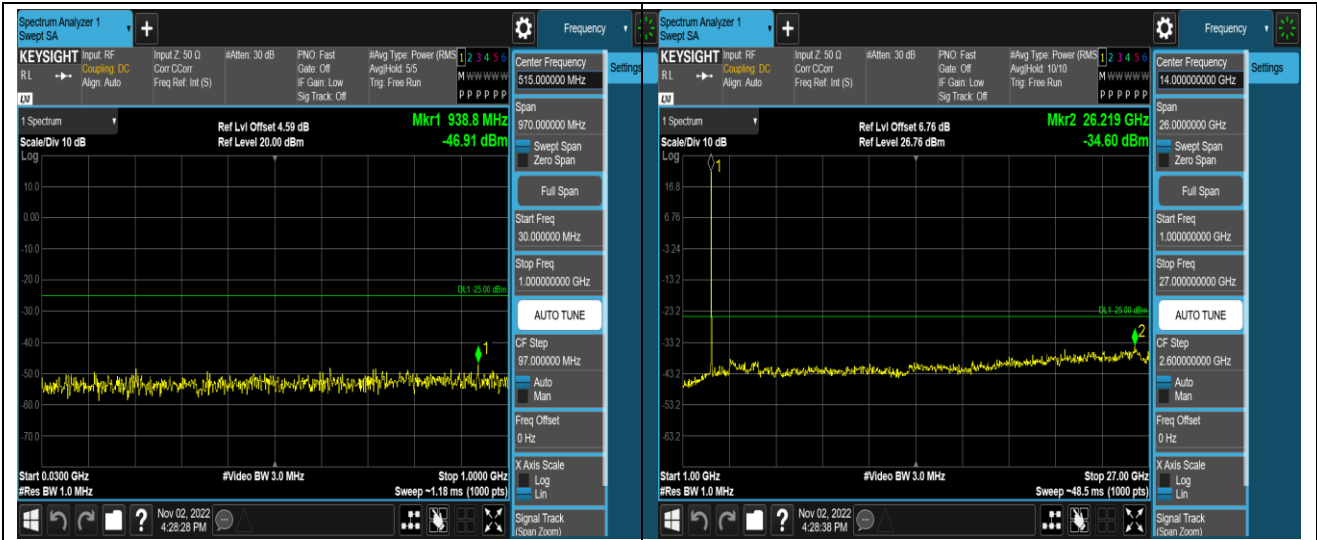 Spectrum Analyzer 1
Swept SA
+
Frequency
KEYSIGHT
RL
LXI
Input: RF
Coupling: DC
Align: Auto
Input Z: 50 Ω
Corr CCorr
Freq Ref: Int (S)
#Atten: 30 dB
PNO: Fast
Gate: Off
IF Gain: Low
Sig Track: Off
#Avg Type: Power (RMS
Avg|Hold: 5/5
Trig: Free Run
1 2 3 4 5 6
M W W W W W
P P P P P P
1 Spectrum
Scale/Div 10 dB
Log
Ref Lvl Offset 4.59 dB
Ref Level 20.00 dBm
Mkr1 938.8 MHz
-46.91 dBm
10.0
0.00
-10.0
-20.0
-30.0
-40.0
-50.0
-60.0
-70.0
DL1 -25.00 dBm
1
Start 0.0300 GHz
#Res BW 1.0 MHz
#Video BW 3.0 MHz
Stop 1.0000 GHz
Sweep ~1.18 ms (1000 pts)
Center Frequency
515.000000 MHz
Settings
Span
970.000000 MHz
Swept Span
Zero Span
Full Span
Start Freq
30.000000 MHz
Stop Freq
1.000000000 GHz
AUTO TUNE
CF Step
97.000000 MHz
Auto
Man
Freq Offset
0 Hz
X Axis Scale
Log
Lin
Signal Track
(Span Zoom)
?
Nov 02, 2022
4:28:28 PM
Spectrum Analyzer 1
Swept SA
+
Frequency
KEYSIGHT
RL
LXI
Input: RF
Coupling: DC
Align: Auto
Input Z: 50 Ω
Corr CCorr
Freq Ref: Int (S)
#Atten: 30 dB
PNO: Fast
Gate: Off
IF Gain: Low
Sig Track: Off
#Avg Type: Power (RMS
Avg|Hold: 10/10
Trig: Free Run
1 2 3 4 5 6
M W W W W W
P P P P P P
1 Spectrum
Scale/Div 10 dB
Log
Ref Lvl Offset 6.76 dB
Ref Level 26.76 dBm
Mkr2 26.219 GHz
-34.60 dBm
16.8
6.76
-3.24
-13.2
-23.2
-33.2
-43.2
-53.2
-63.2
1
DL1 -25.00 dBm
2
Start 1.00 GHz
#Res BW 1.0 MHz
#Video BW 3.0 MHz
Stop 27.00 GHz
Sweep ~48.5 ms (1000 pts)
Center Frequency
14.000000000 GHz
Settings
Span
26.0000000 GHz
Swept Span
Zero Span
Full Span
Start Freq
1.000000000 GHz
Stop Freq
27.000000000 GHz
AUTO TUNE
CF Step
2.600000000 GHz
Auto
Man
Freq Offset
0 Hz
X Axis Scale
Log
Lin
Signal Track
(Span Zoom)
?
Nov 02, 2022
4:28:38 PM